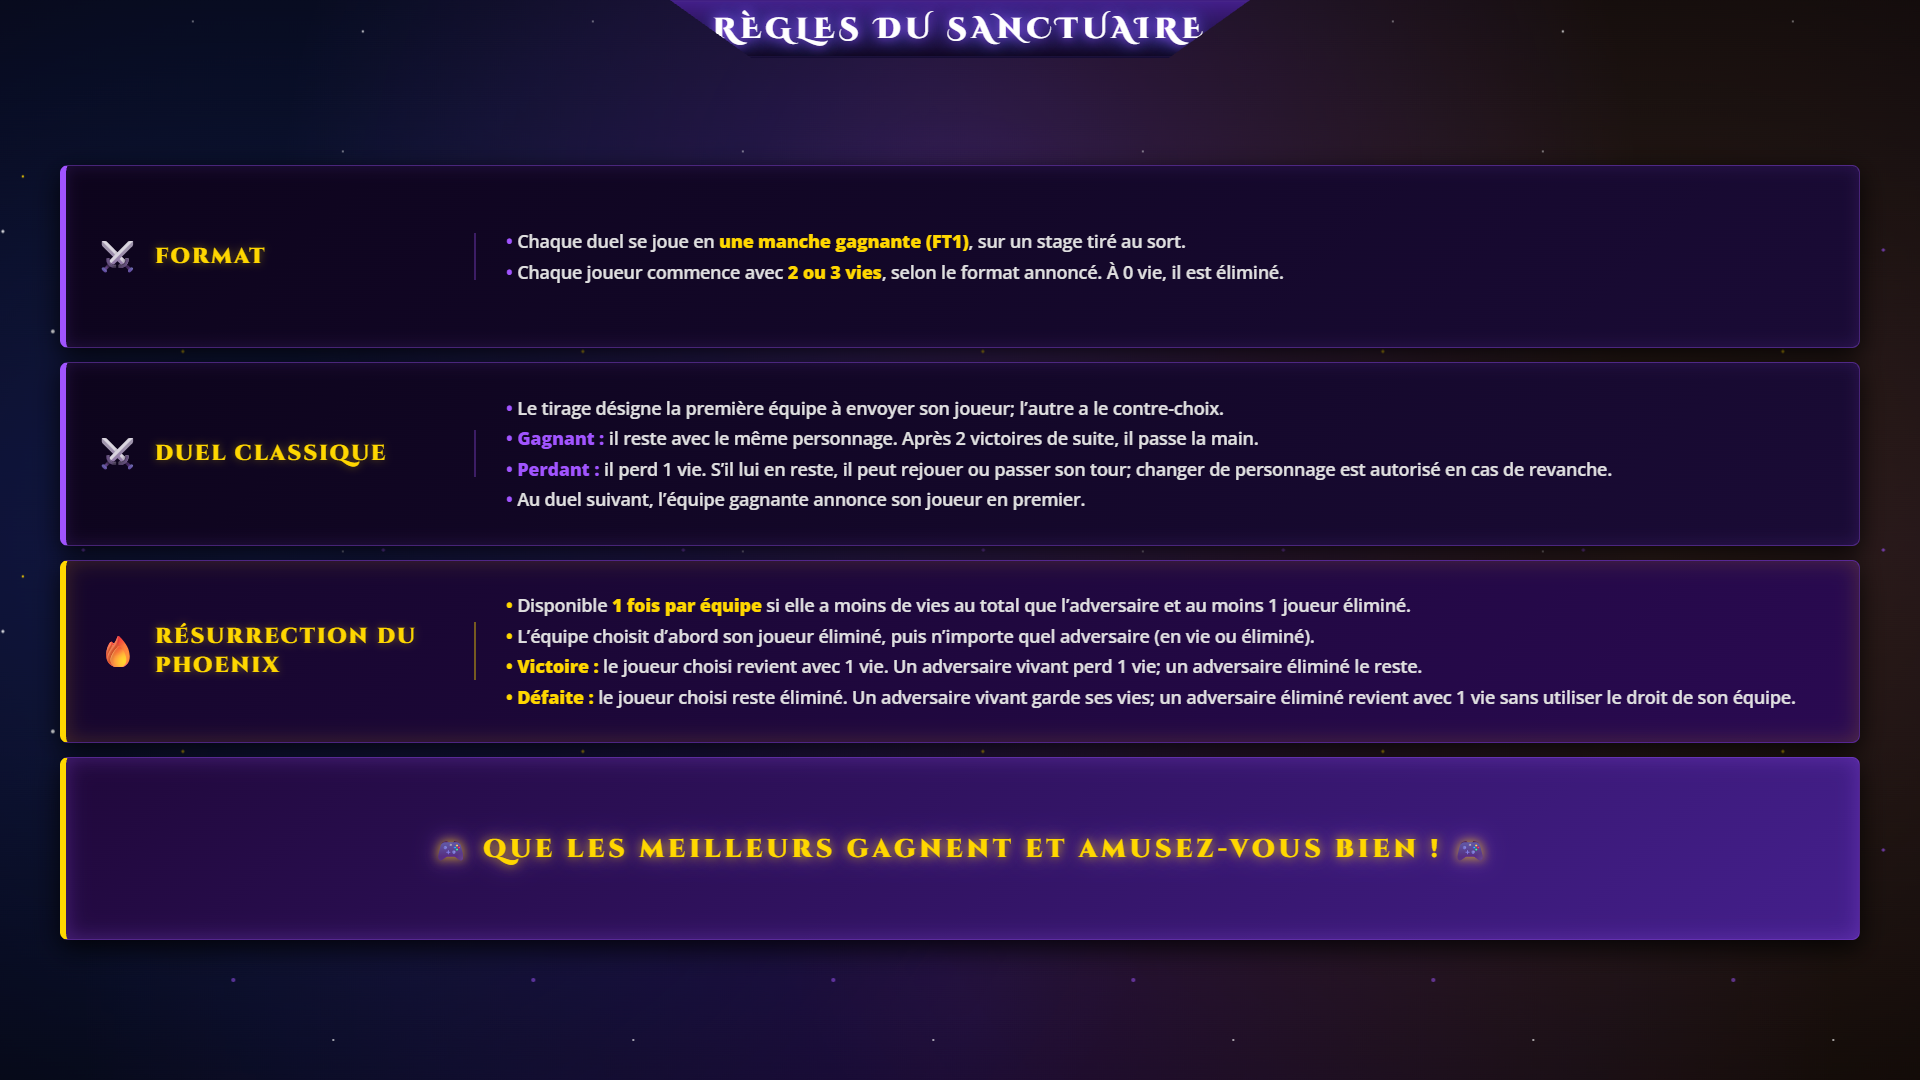 RÈGLES DU SANCTUAIRE
FORMAT
• Chaque duel se joue en une manche gagnante (FT1), sur un stage tiré au sort.
• Chaque joueur commence avec 2 ou 3 vies, selon le format annoncé. À 0 vie, il est éliminé.
DUEL CLASSIQUE
• Le tirage désigne la première équipe à envoyer son joueur; l’autre a le contre-choix.
• Gagnant : il reste avec le même personnage. Après 2 victoires de suite, il passe la main.
• Perdant : il perd 1 vie. S’il lui en reste, il peut rejouer ou passer son tour; changer de personnage est autorisé en cas de revanche.
• Au duel suivant, l’équipe gagnante annonce son joueur en premier.
RÉSURRECTION DU
PHOENIX
• Disponible 1 fois par équipe si elle a moins de vies au total que l’adversaire et au moins 1 joueur éliminé.
• L’équipe choisit d’abord son joueur éliminé, puis n’importe quel adversaire (en vie ou éliminé).
• Victoire : le joueur choisi revient avec 1 vie. Un adversaire vivant perd 1 vie; un adversaire éliminé le reste.
• Défaite : le joueur choisi reste éliminé. Un adversaire vivant garde ses vies; un adversaire éliminé revient avec 1 vie sans utiliser le droit de son équipe.
QUE LES MEILLEURS GAGNENT ET AMUSEZ-VOUS BIEN !